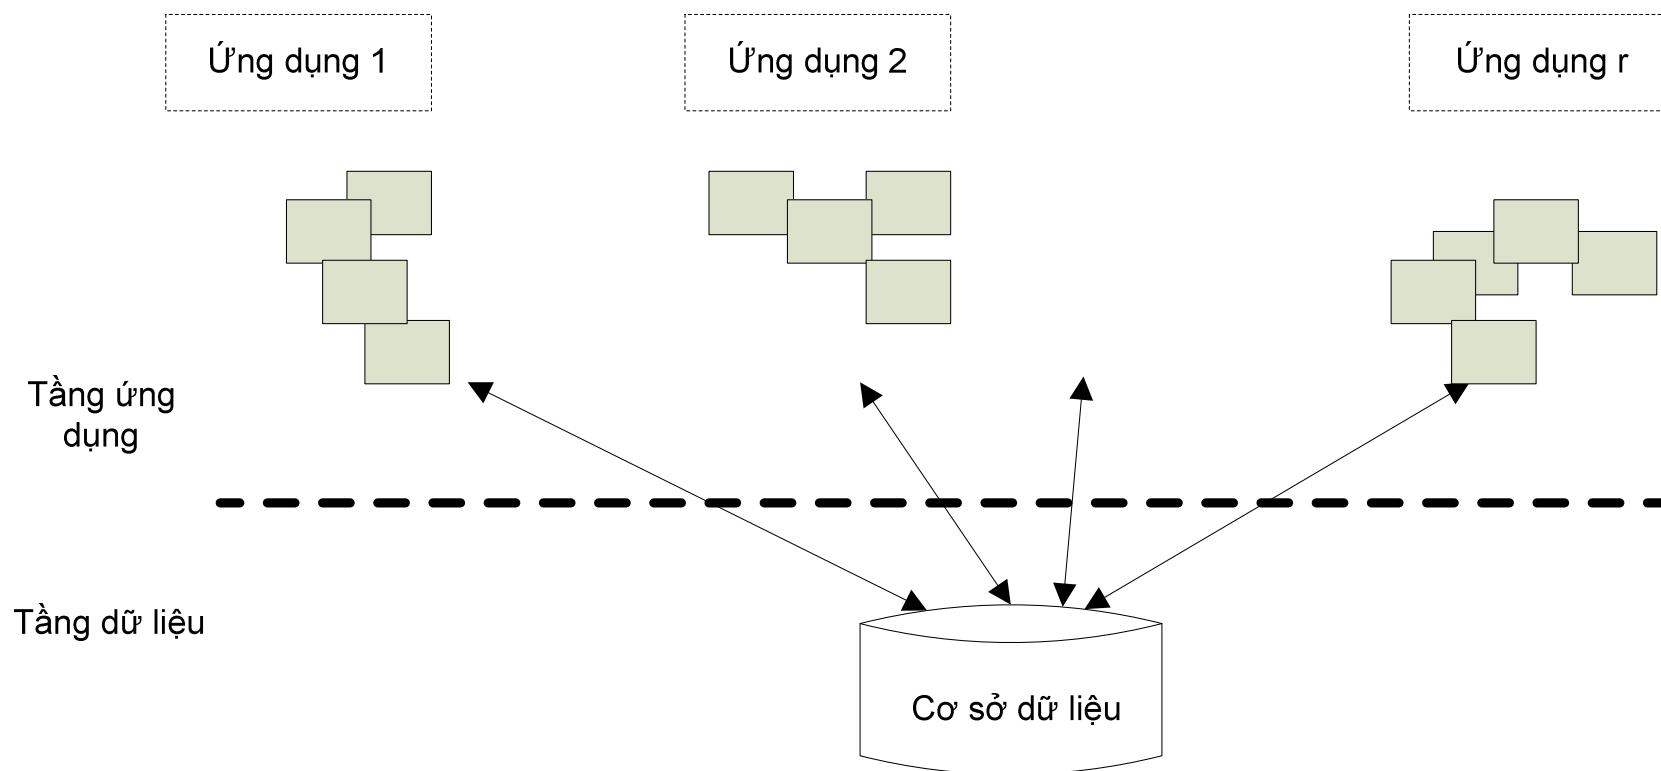 Ứng dụng 1
Ứng dụng 2
Ứng dụng r
Tầng ứng
dụng
Tầng dữ liệu
Cơ sở dữ liệu